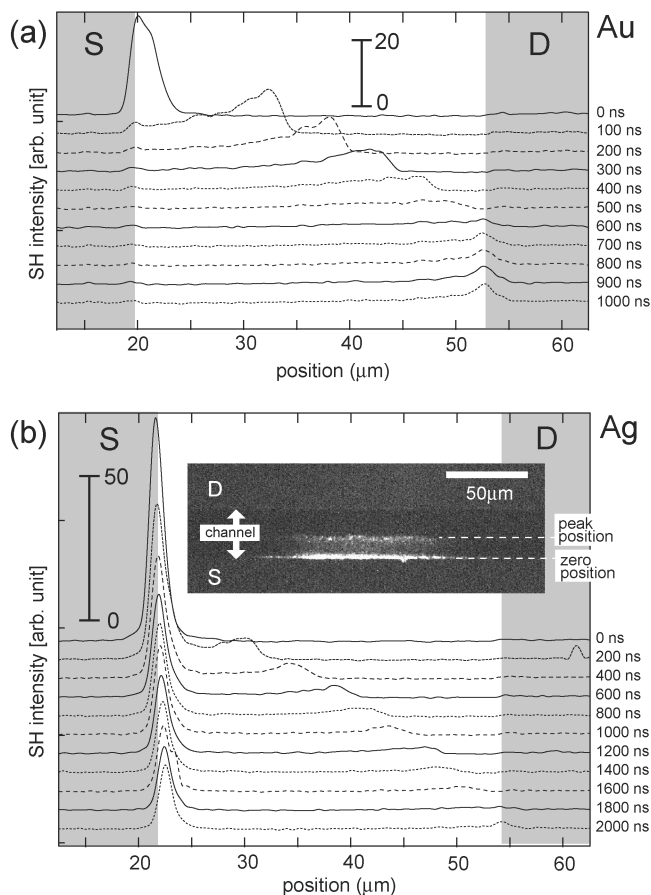 (a)
S
D
Au
20
0
SH intensity [arb. unit]
0 ns
100 ns
200 ns
300 ns
400 ns
500 ns
600 ns
700 ns
800 ns
900 ns
1000 ns
20
30
40
50
60
position (μm)
(b)
S
D
Ag
50
0
SH intensity [arb. unit]
D
50μm
channel
S
peak
position
zero
position
0 ns
200 ns
400 ns
600 ns
800 ns
1000 ns
1200 ns
1400 ns
1600 ns
1800 ns
2000 ns
20
30
40
50
60
position (μm)